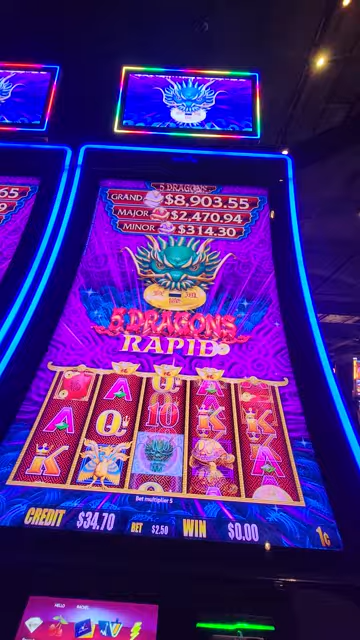 5 DRAGONS
GRAND $8,903.55
MAJOR $2,470.94
MINOR $314.30
5 DRAGONS
RAPID
A K
A Q
10
A K
K A
Bet multiplier 5
CREDIT $34.70 BET $2.50 WIN $0.00 1¢